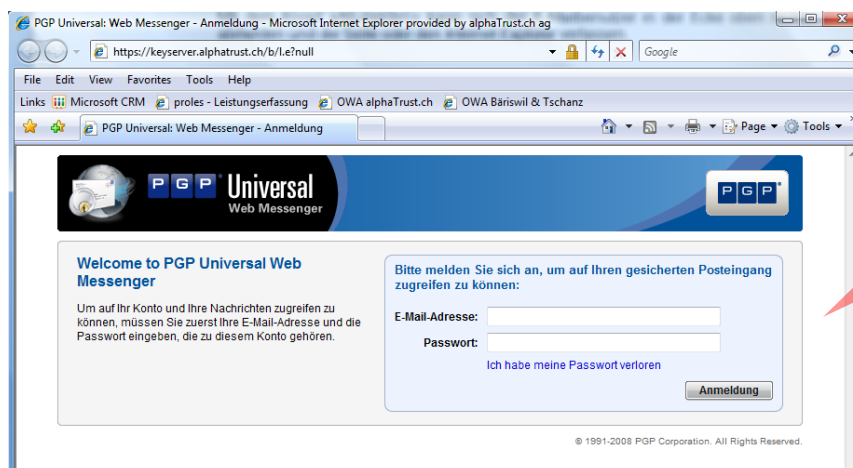 PGP Universal: Web Messenger - Anmeldung - Microsoft Internet Explorer provided by alphaTrust.ch ag
https://keyserver.alphatrust.ch/b/l.e?null
Google
File Edit View Favorites Tools Help
Links Microsoft CRM proles - Leistungserfassung OWA alphaTrust.ch OWA Bäriswil & Tschanz
PGP Universal: Web Messenger - Anmeldung
Page Tools
PGP Universal
Web Messenger
PGP
Welcome to PGP Universal Web
Messenger
Um auf Ihr Konto und Ihre Nachrichten zugreifen zu
können, müssen Sie zuerst Ihre E-Mail-Adresse und die
Passwort eingeben, die zu diesem Konto gehören.
Bitte melden Sie sich an, um auf Ihren gesicherten Posteingang
zugreifen zu können:
E-Mail-Adresse:
Passwort:
Ich habe meine Passwort verloren
Anmeldung
© 1991-2008 PGP Corporation. All Rights Reserved.